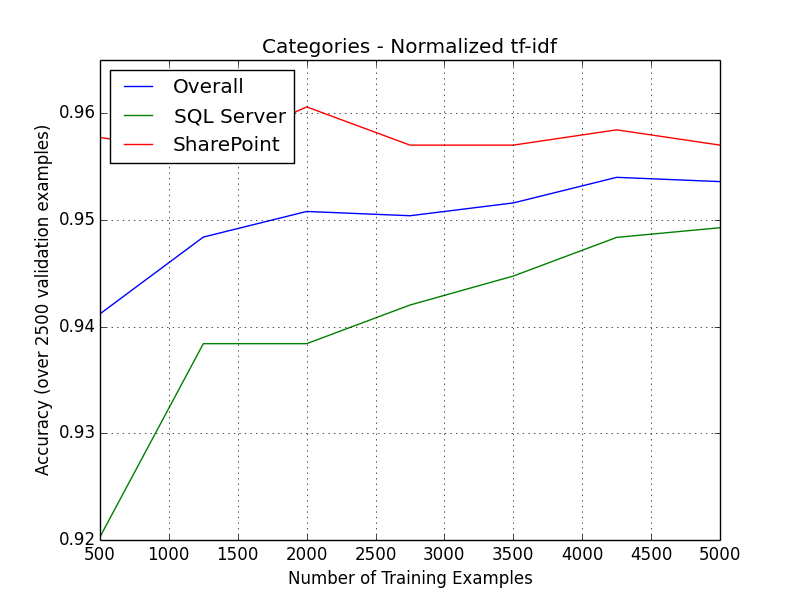 Categories - Normalized tf-idf
Overall
SQL Server
SharePoint
0.96
0.95
0.94
0.93
0.92
Accuracy (over 2500 validation examples)
500 1000 1500 2000 2500 3000 3500 4000 4500 5000
Number of Training Examples